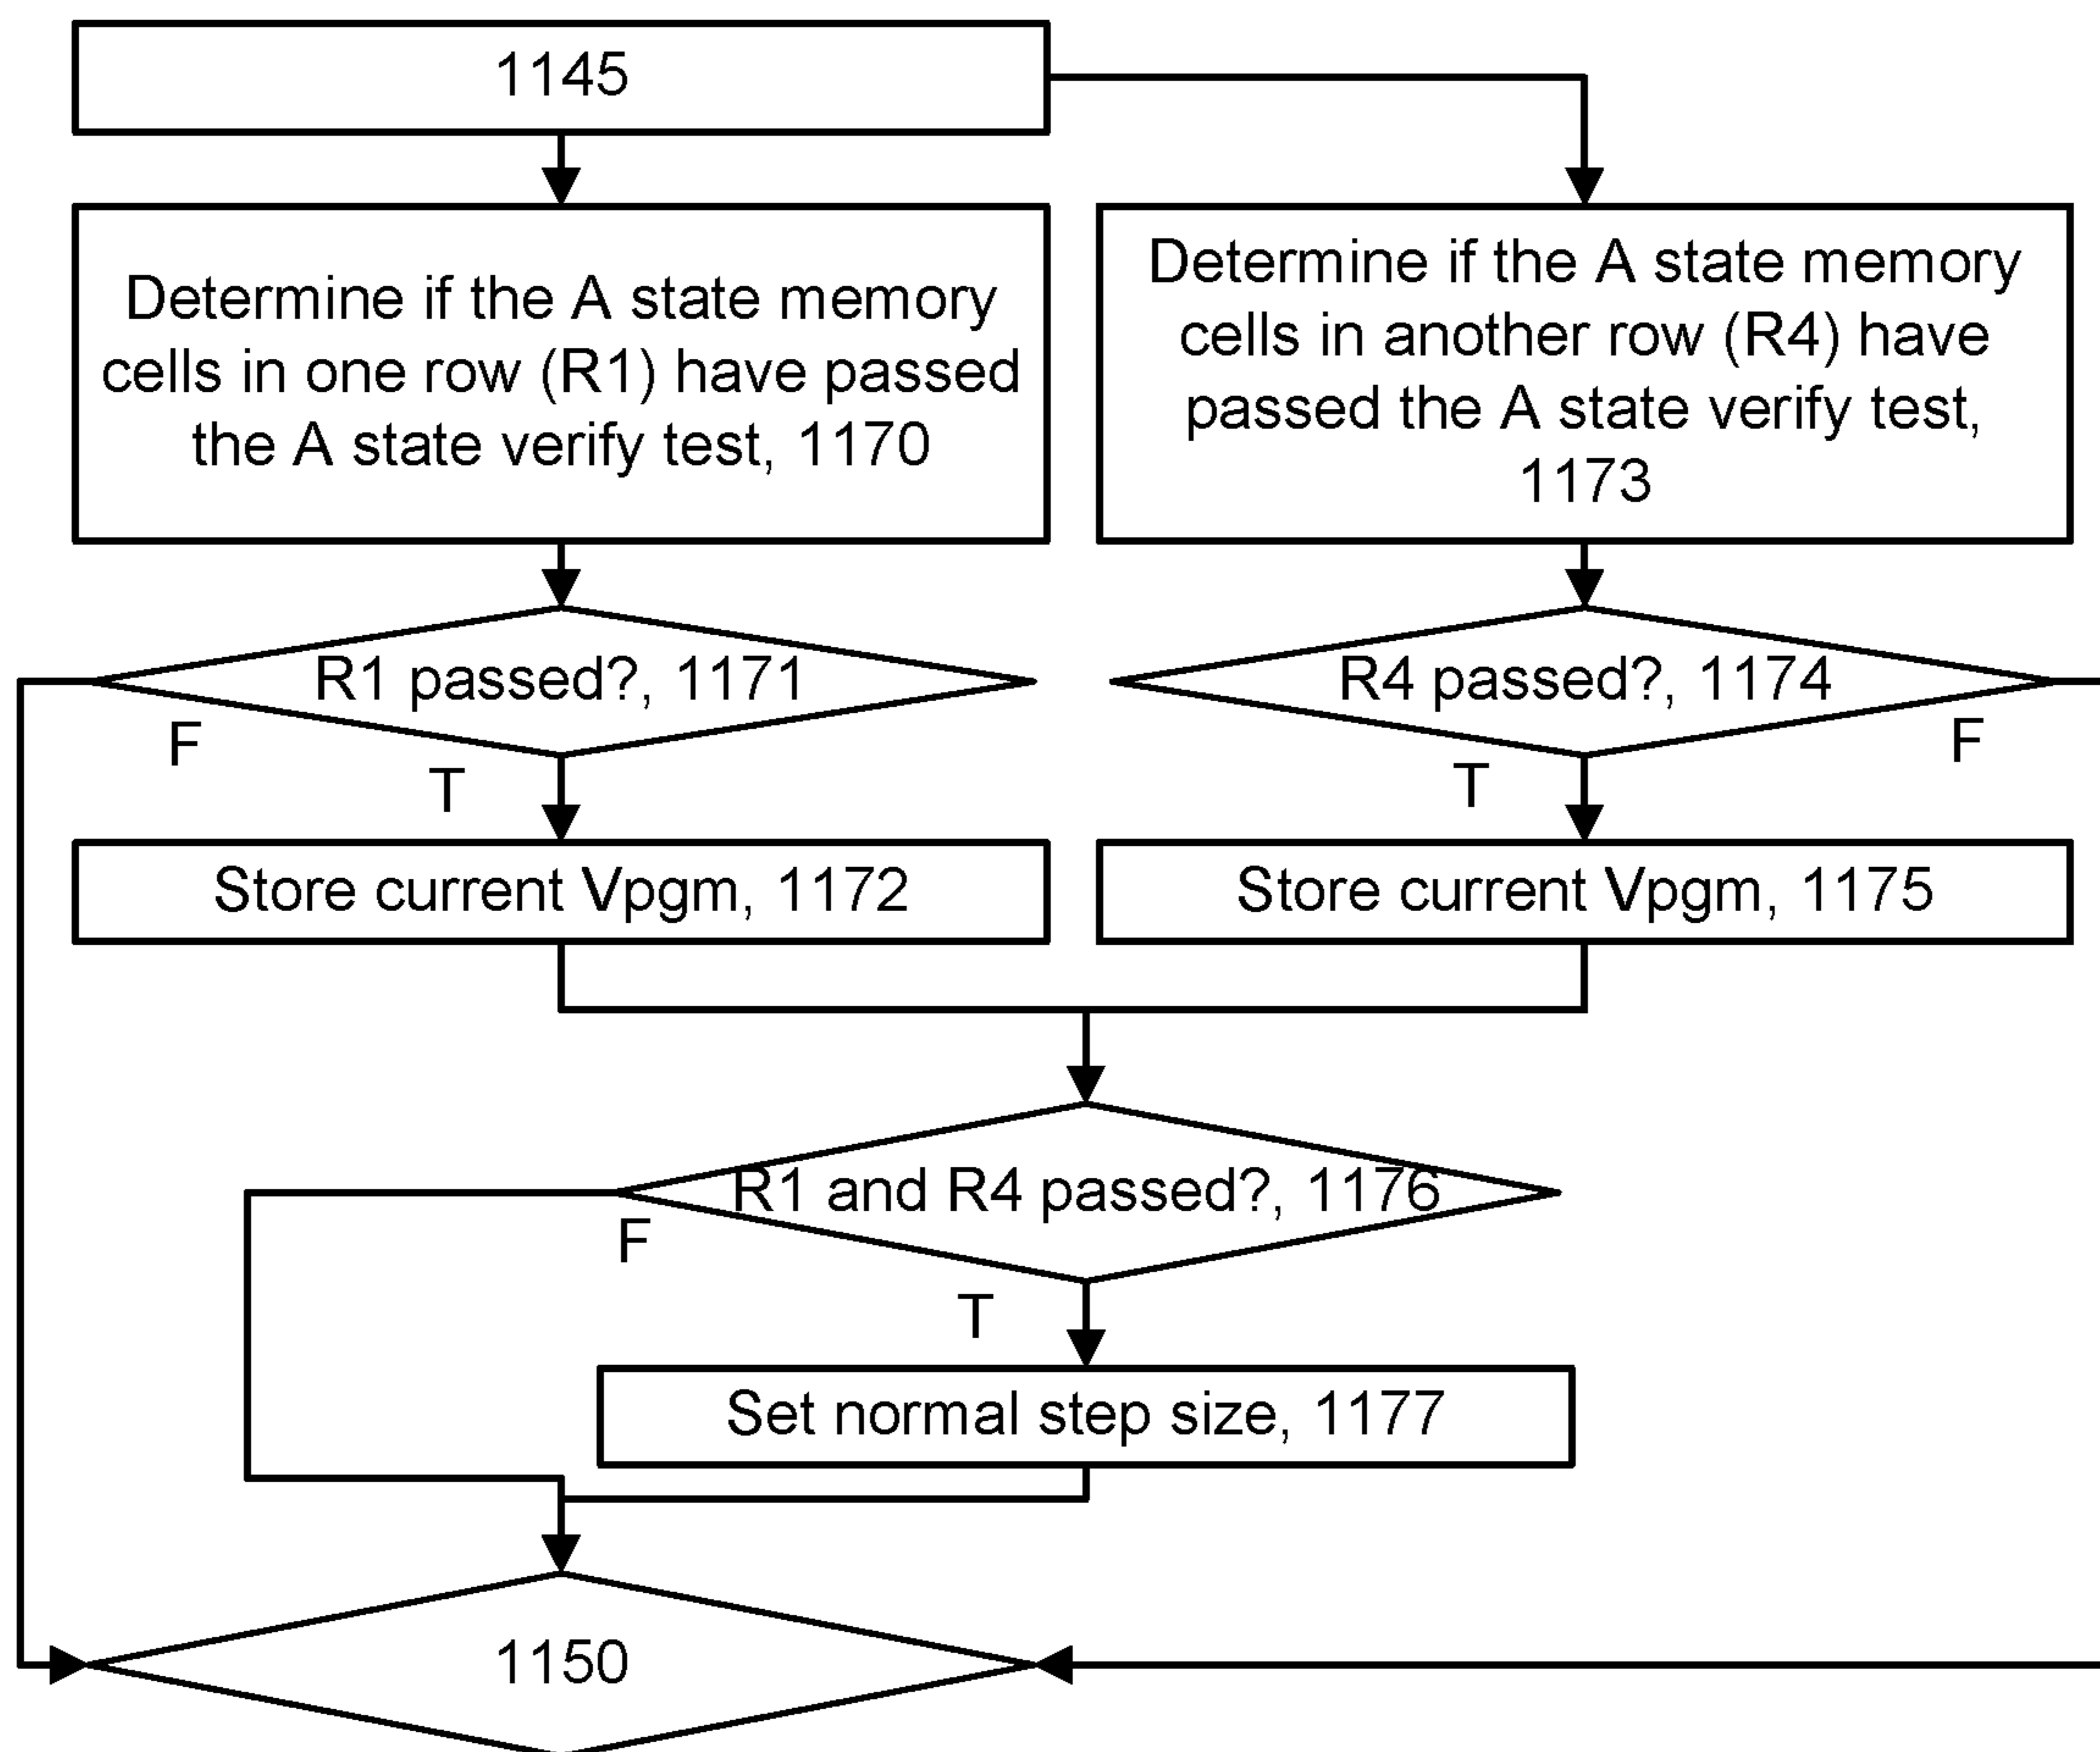 1145
Determine if the A state memory
cells in one row (R1) have passed
the A state verify test, 1170
Determine if the A state memory
cells in another row (R4) have
passed the A state verify test,
1173
R1 passed?, 1171
F
T
R4 passed?, 1174
T
F
Store current Vpgm, 1172
Store current Vpgm, 1175
R1 and R4 passed?, 1176
F
T
Set normal step size, 1177
1150